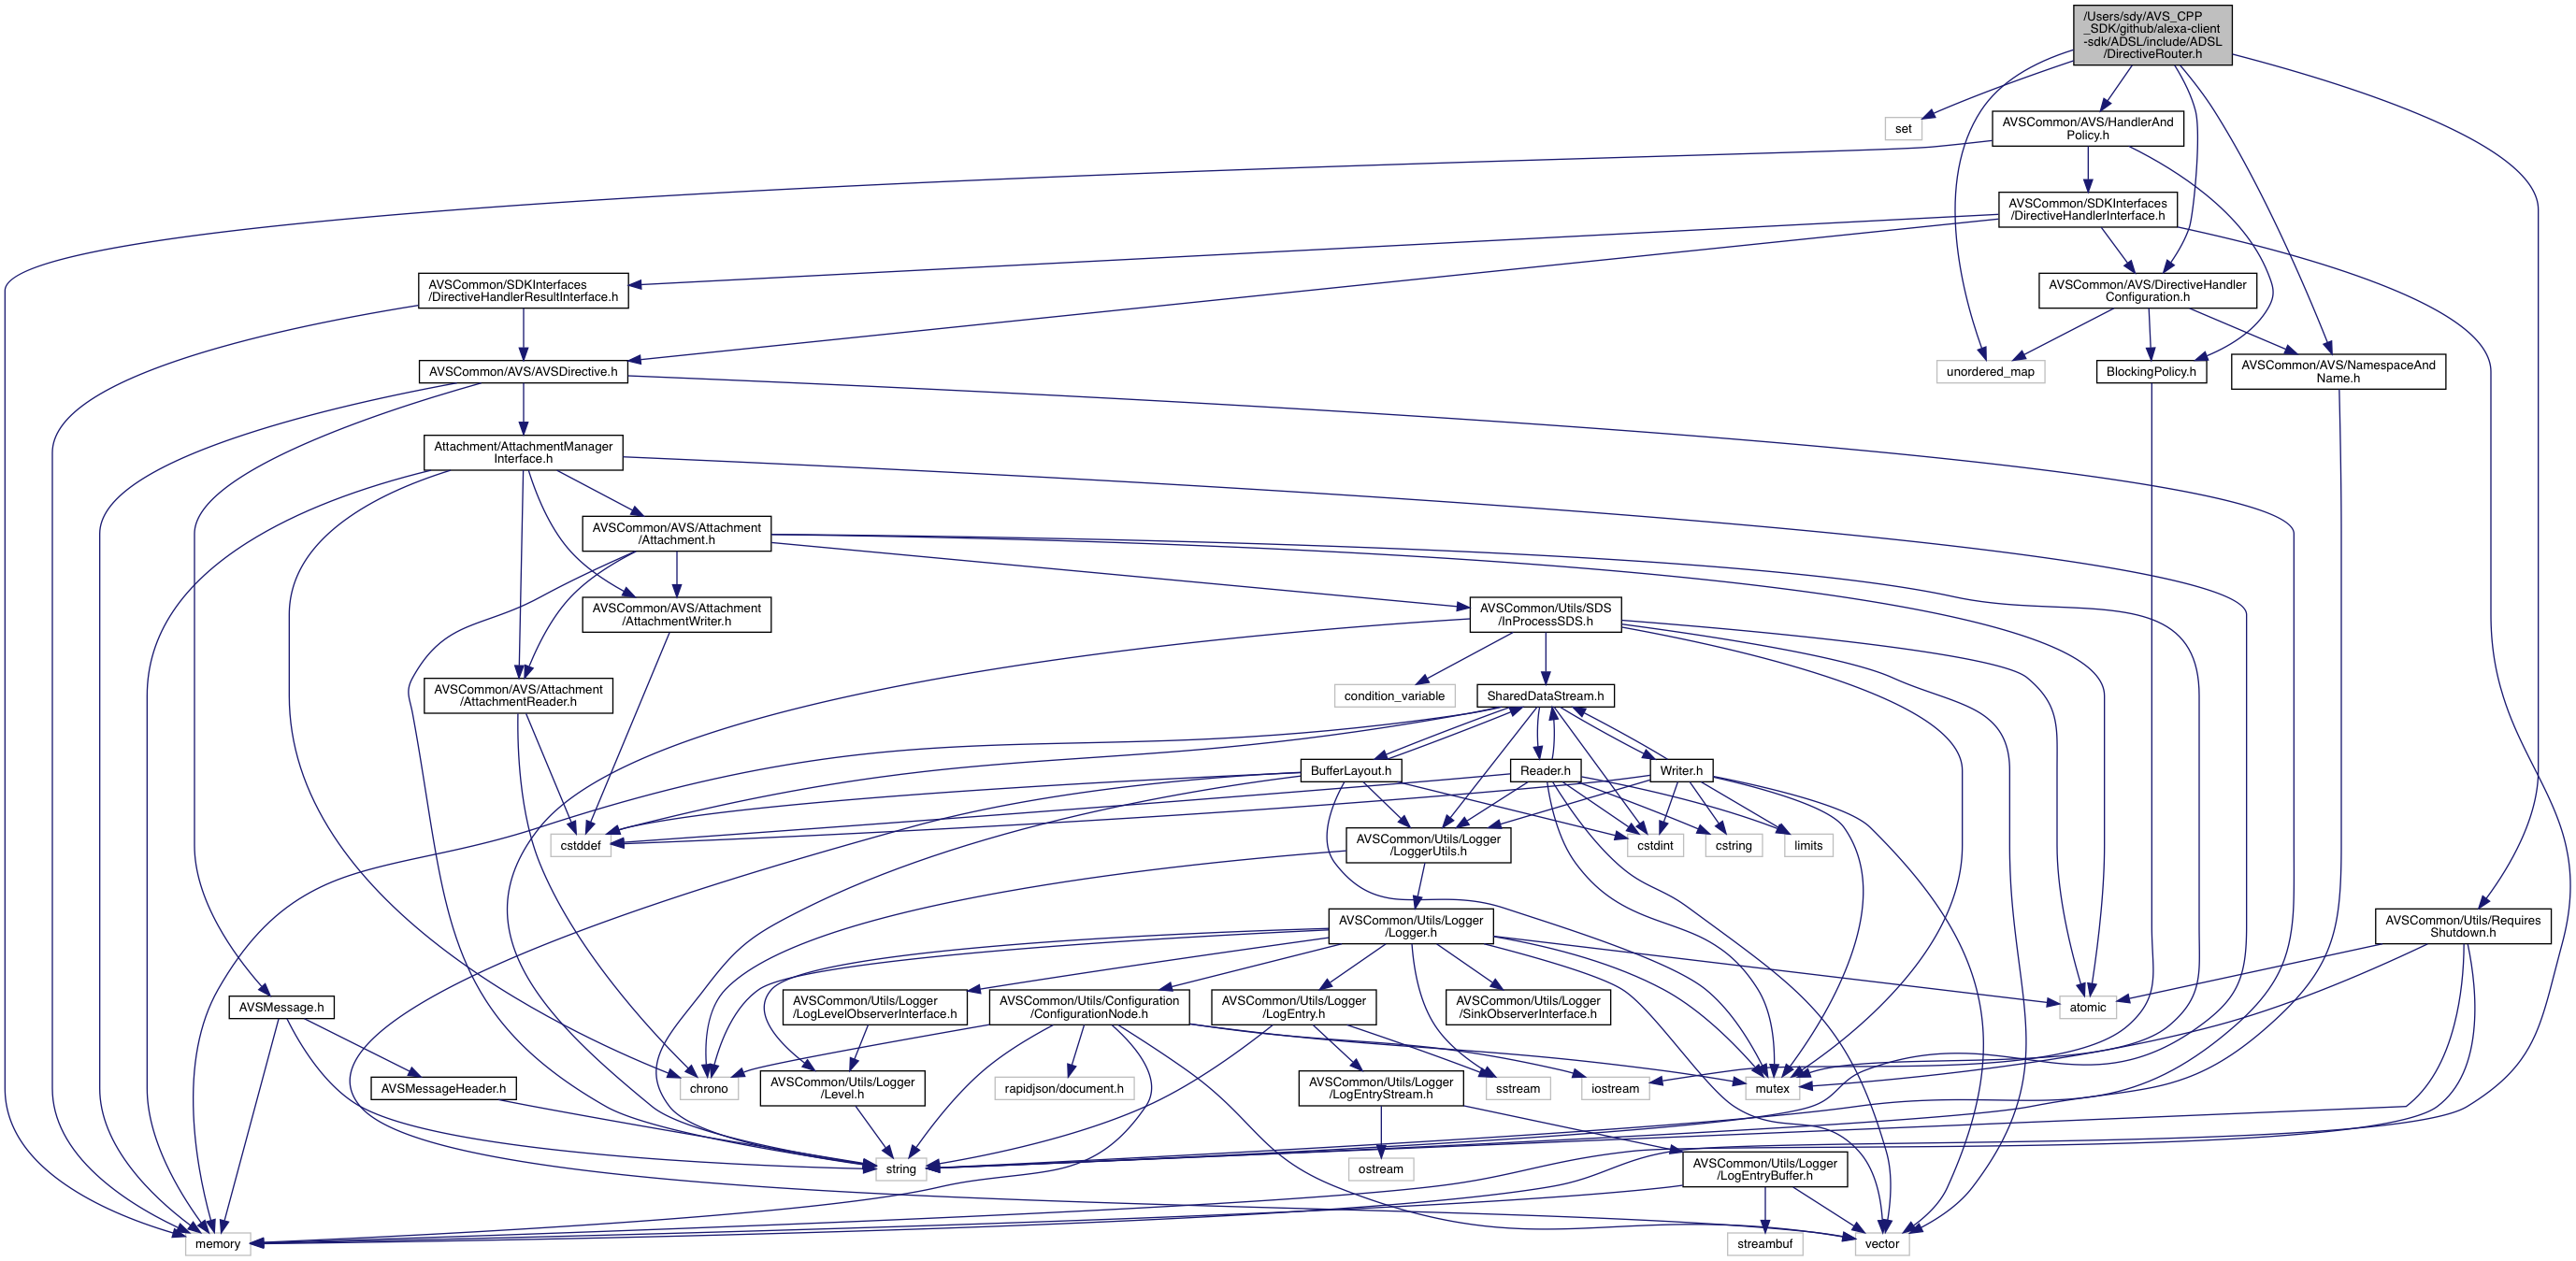 /Users/sdy/AVS_CPP
_SDK/github/alexa-client
-sdk/ADSL/include/ADSL
/DirectiveRouter.h
set
AVSCommon/AVS/HandlerAnd
Policy.h
AVSCommon/SDKInterfaces
/DirectiveHandlerInterface.h
AVSCommon/SDKInterfaces
/DirectiveHandlerResultInterface.h
AVSCommon/AVS/DirectiveHandler
Configuration.h
AVSCommon/AVS/AVSDirective.h
unordered_map
BlockingPolicy.h
AVSCommon/AVS/NamespaceAnd
Name.h
Attachment/AttachmentManager
Interface.h
AVSCommon/AVS/Attachment
/Attachment.h
AVSCommon/AVS/Attachment
/AttachmentWriter.h
AVSCommon/Utils/SDS
/InProcessSDS.h
AVSCommon/AVS/Attachment
/AttachmentReader.h
condition_variable
SharedDataStream.h
BufferLayout.h
Reader.h
Writer.h
cstddef
AVSCommon/Utils/Logger
/LoggerUtils.h
cstdint
cstring
limits
AVSCommon/Utils/Logger
/Logger.h
AVSCommon/Utils/Requires
Shutdown.h
AVSMessage.h
AVSCommon/Utils/Logger
/LogLevelObserverInterface.h
AVSCommon/Utils/Configuration
/ConfigurationNode.h
AVSCommon/Utils/Logger
/LogEntry.h
AVSCommon/Utils/Logger
/SinkObserverInterface.h
atomic
AVSMessageHeader.h
chrono
AVSCommon/Utils/Logger
/Level.h
rapidjson/document.h
AVSCommon/Utils/Logger
/LogEntryStream.h
sstream
iostream
mutex
string
ostream
AVSCommon/Utils/Logger
/LogEntryBuffer.h
memory
streambuf
vector